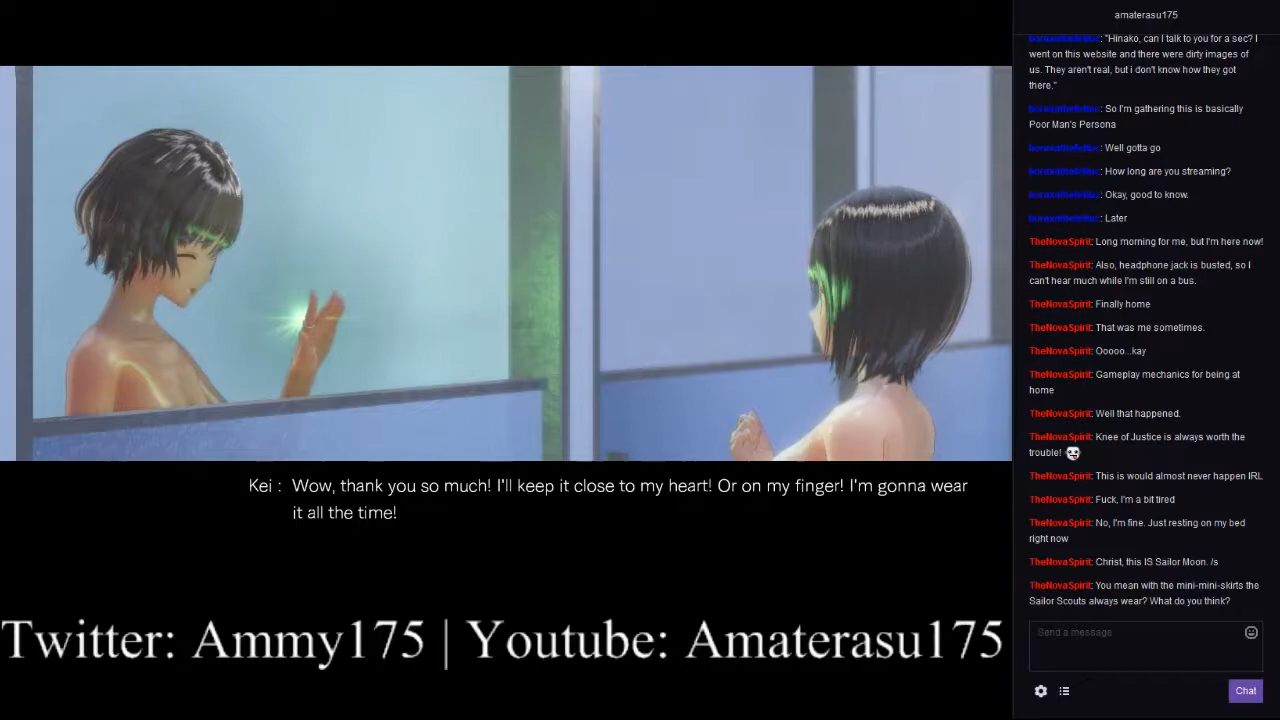 amaterasu175
: "Hinako, can I talk to you for a sec? I
went on this website and there were dirty images of
us. They aren't real, but i don't know how they got
there."
: So I'm gathering this is basically
Poor Man's Persona
: Well gotta go
: How long are you streaming?
: Okay, good to know.
: Later
TheNovaSpirit: Long morning for me, but I'm here now!
TheNovaSpirit: Also, headphone jack is busted, so I
can't hear much while I'm still on a bus.
TheNovaSpirit: Finally home
TheNovaSpirit: That was me sometimes.
TheNovaSpirit: Ooooo...kay
TheNovaSpirit: Gameplay mechanics for being at
home
TheNovaSpirit: Well that happened.
TheNovaSpirit: Knee of Justice is always worth the
trouble!
TheNovaSpirit: This is would almost never happen IRL
TheNovaSpirit: Fuck, I'm a bit tired
TheNovaSpirit: No, I'm fine. Just resting on my bed
right now
TheNovaSpirit: Christ, this IS Sailor Moon. /s
TheNovaSpirit: You mean with the mini-mini-skirts the
Sailor Scouts always wear? What do you think?
Send a message
Chat
Kei : Wow, thank you so much! I'll keep it close to my heart! Or on my finger! I'm gonna wear
it all the time!
Twitter: Ammy175 | Youtube: Amaterasu175